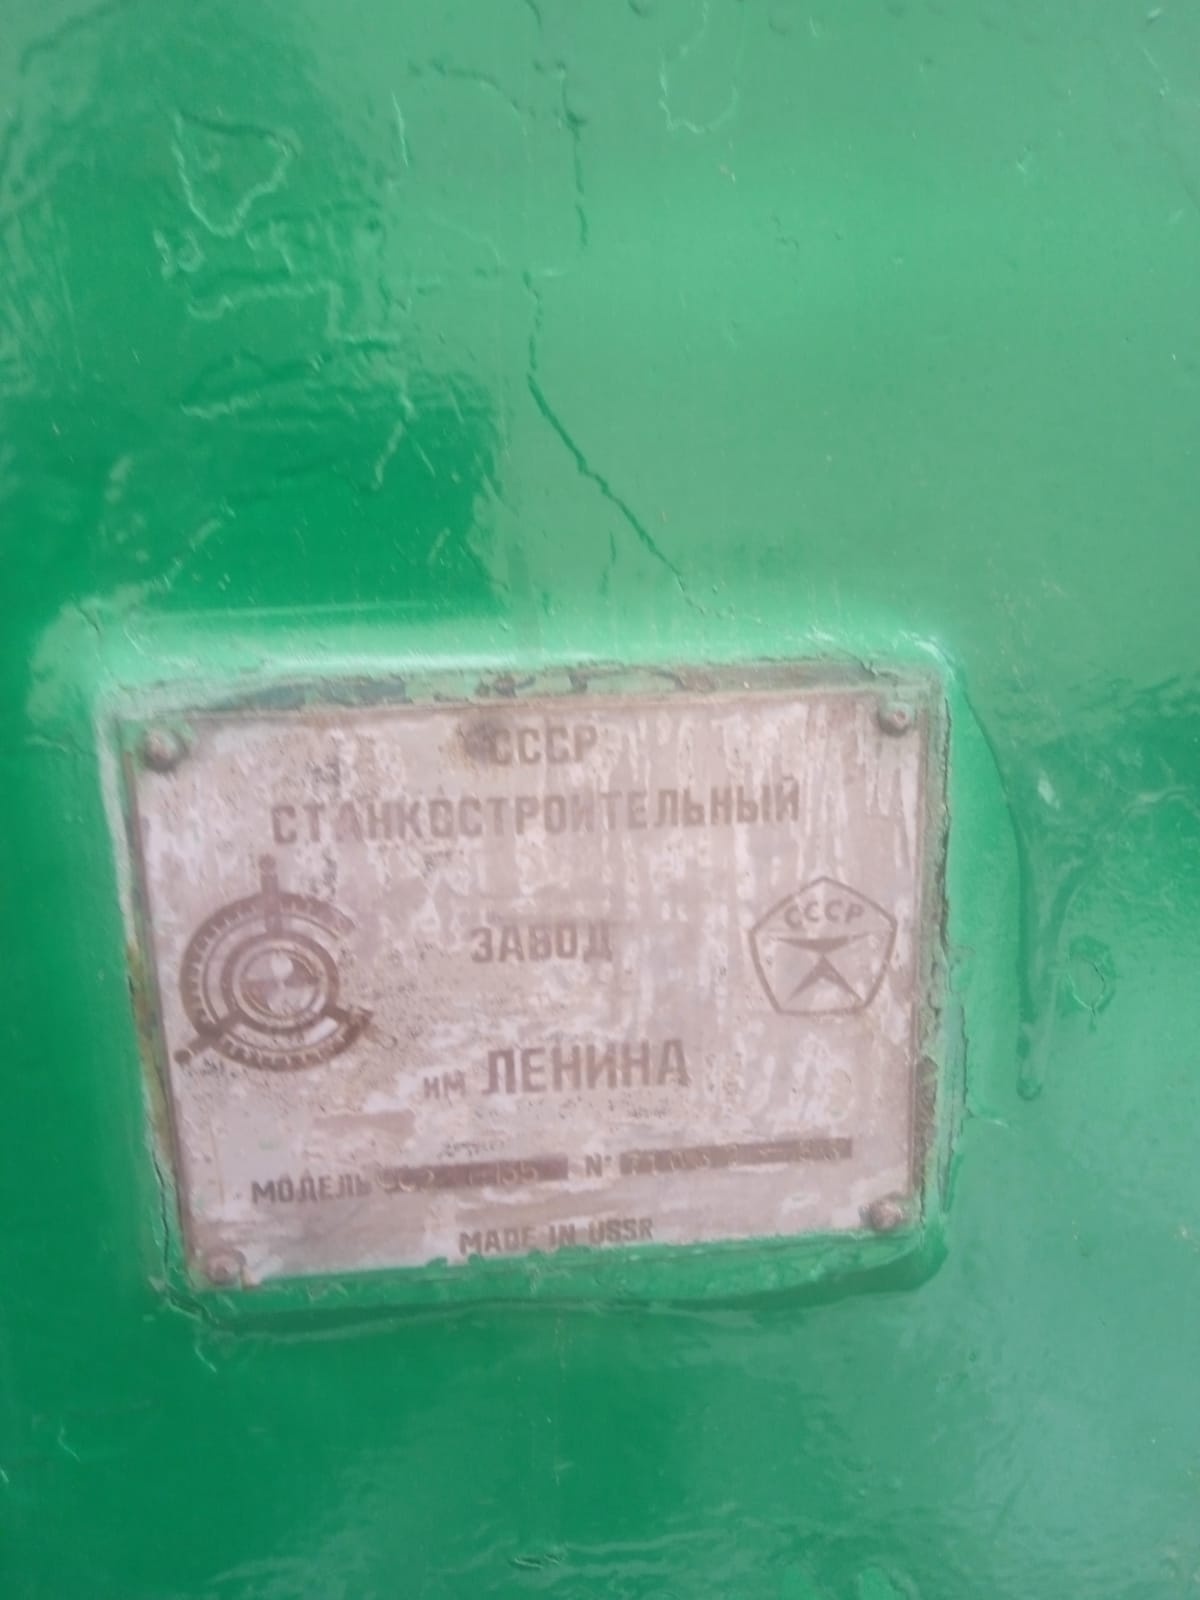 СССР
СТАНКОСТРОИТЕЛЬНЫЙ
ЗАВОД
СССР
им ЛЕНИНА
МОДЕЛЬ N°
MADE IN USSR